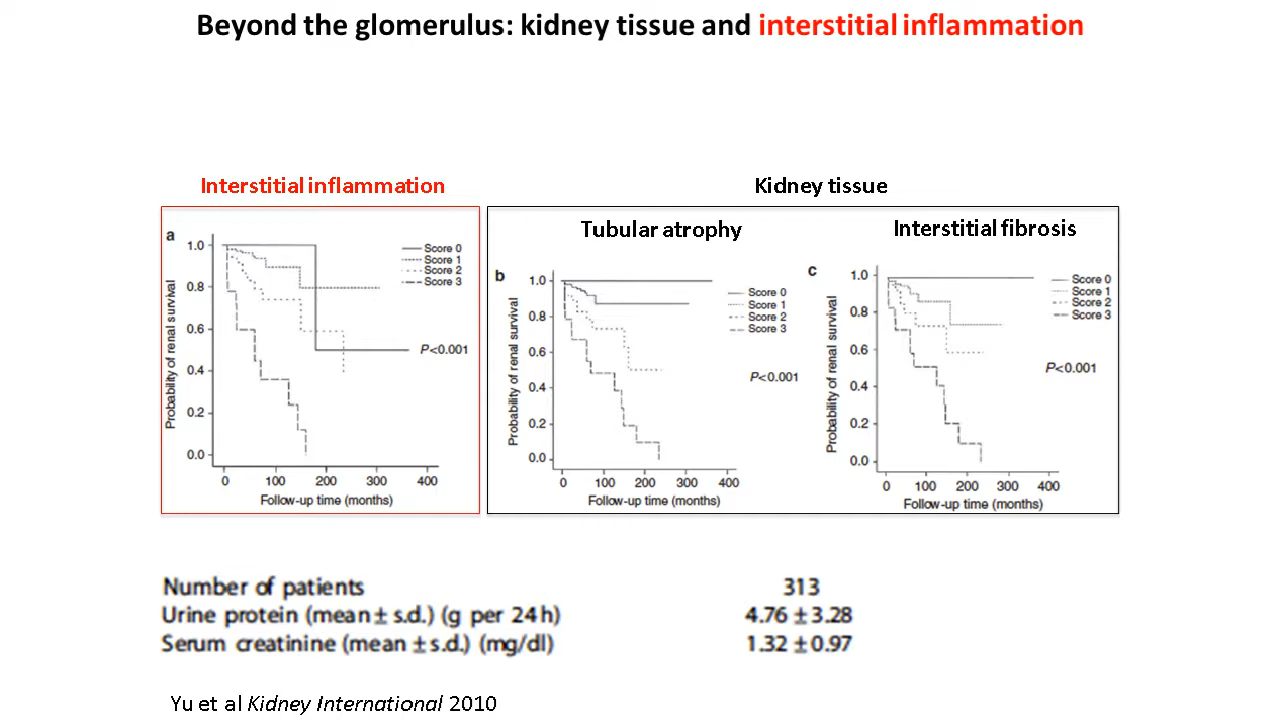 Beyond the glomerulus: kidney tissue and interstitial inflammation
Interstitial inflammation
Kidney tissue
a
1.0
0.8
0.6
0.4
0.2
0.0
Probability of renal survival
Score 0
Score 1
Score 2
Score 3
P<0.001
0 100 200 300 400
Follow-up time (months)
Tubular atrophy
b
1.0
0.8
0.6
0.4
0.2
0.0
Probability of renal survival
Score 0
Score 1
Score 2
Score 3
P<0.001
0 100 200 300 400
Follow-up time (months)
Interstitial fibrosis
c
1.0
0.8
0.6
0.4
0.2
0.0
Probability of renal survival
Score 0
Score 1
Score 2
Score 3
P<0.001
0 100 200 300 400
Follow-up time (months)
Number of patients 313
Urine protein (mean ± s.d.) (g per 24 h) 4.76 ± 3.28
Serum creatinine (mean ± s.d.) (mg/dl) 1.32 ± 0.97
Yu et al Kidney International 2010